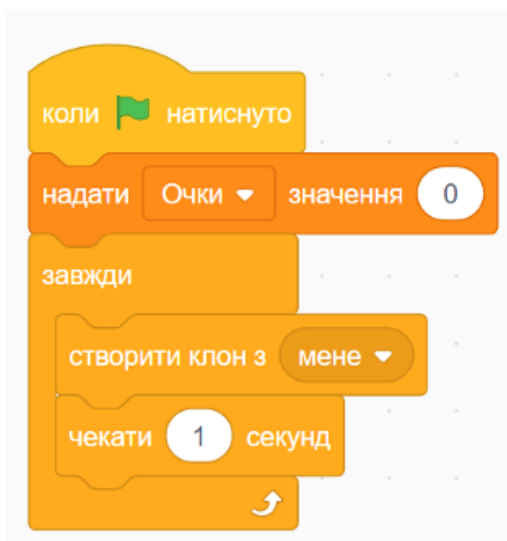 коли натиснуто
надати Очки значення 0
завжди
створити клон з мене
чекати 1 секунд